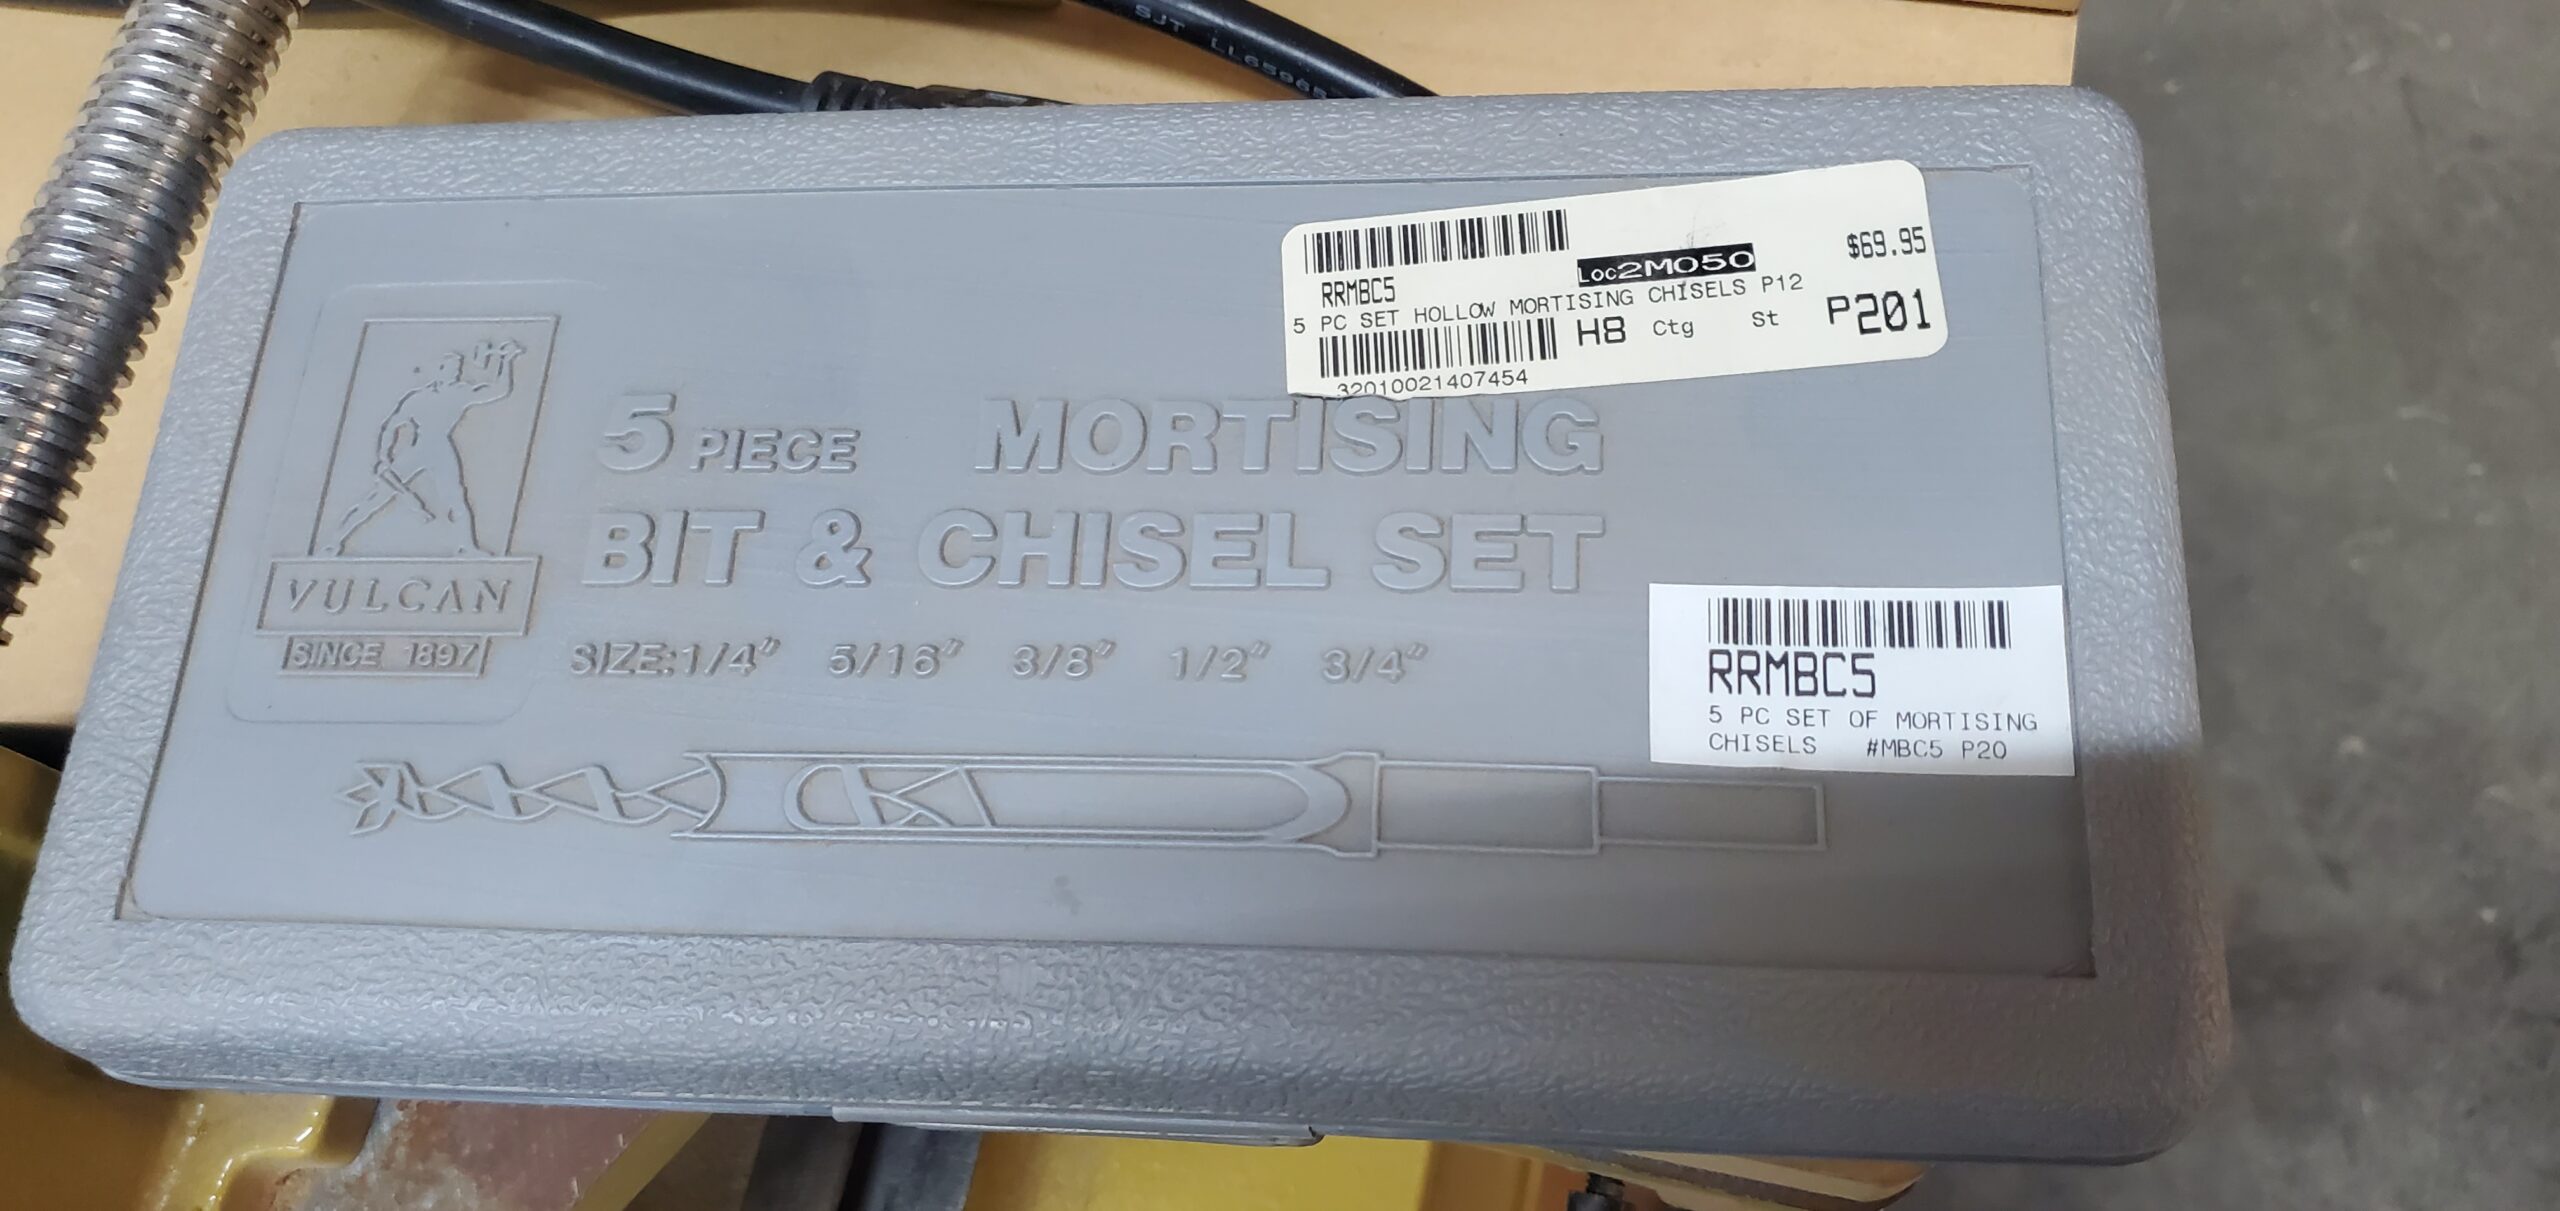 SJT LL65965
RRMBC5
Loc2M050
$69.95
5 PC SET HOLLOW MORTISING CHISELS P12
H8 Ctg St P201
32010021407454
5 PIECE MORTISING
BIT & CHISEL SET
VULCAN
SINCE 1897
SIZE:1/4" 5/16" 3/8" 1/2" 3/4"
RRMBC5
5 PC SET OF MORTISING
CHISELS #MBC5 P20